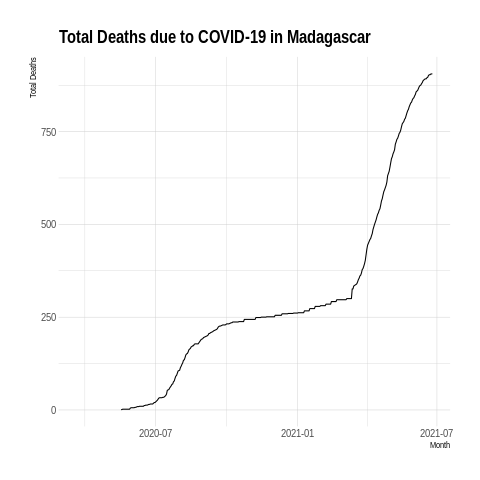 Total Deaths due to COVID-19 in Madagascar
Total Deaths
750
500
250
0
2020-07
2021-01
2021-07
Month